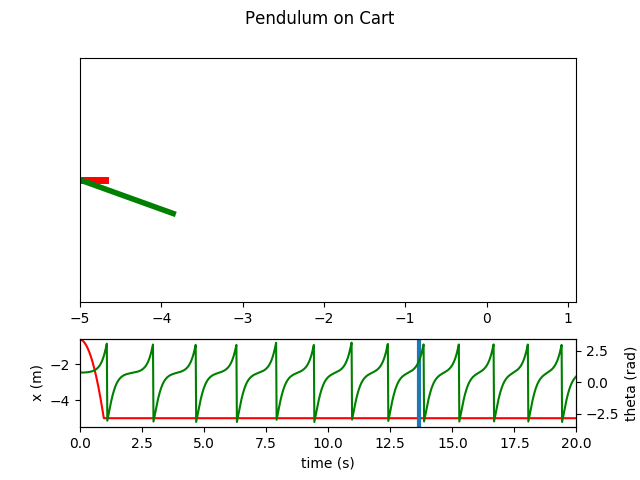 Pendulum on Cart
−5 −4 −3 −2 −1 0 1
x (m)
−2
−4
2.5
0.0
−2.5
theta (rad)
0.0 2.5 5.0 7.5 10.0 12.5 15.0 17.5 20.0
time (s)